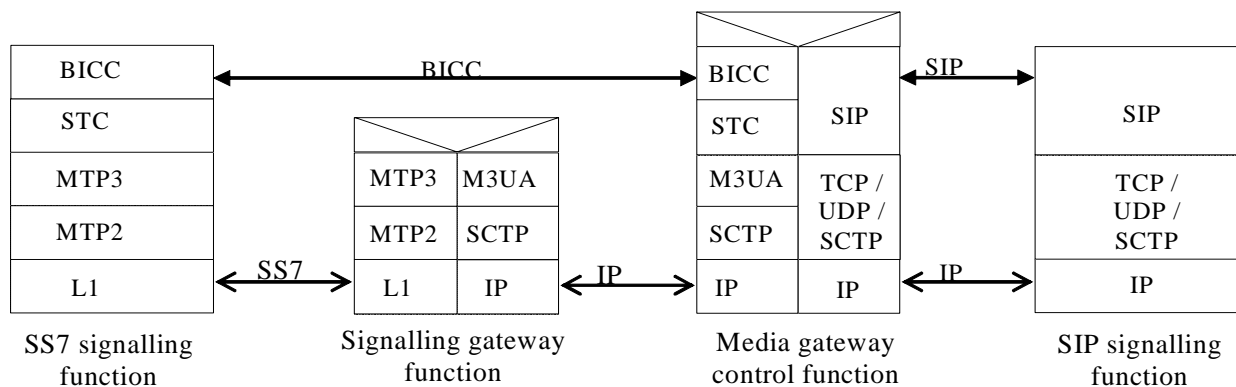 BICC
STC
MTP3
MTP2
L1
SS7 signalling
function
BICC
SS7
MTP3
M3UA
MTP2
SCTP
L1
IP
Signalling gateway
function
IP
BICC
STC
SIP
M3UA
SCTP
TCP /
UDP /
SCTP
IP
IP
Media gateway
control function
SIP
IP
SIP
TCP /
UDP /
SCTP
IP
SIP signalling
function